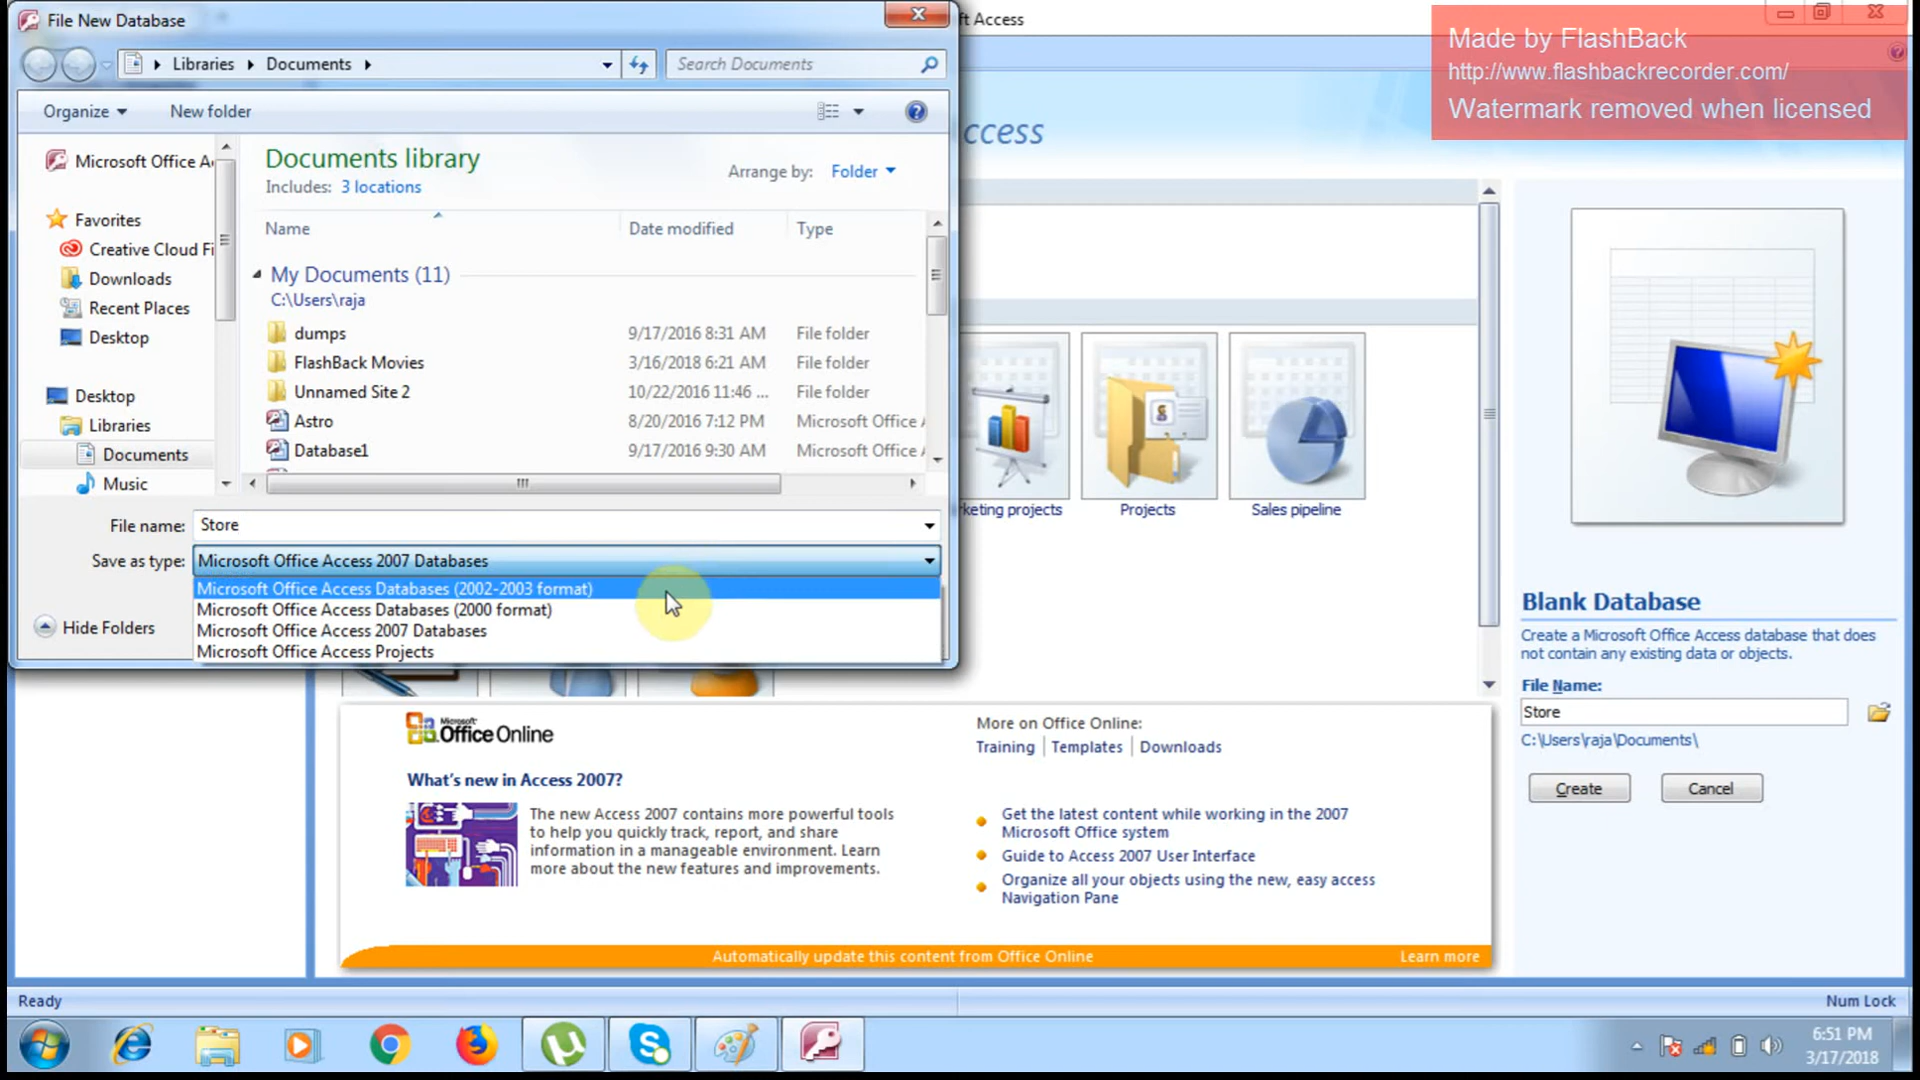 File New Database
ft Access
Made by FlashBack
http://www.flashbackrecorder.com/
Watermark removed when licensed
Libraries
Documents
Search Documents
Organize
New folder
ccess
Microsoft Office A
Documents library
Includes: 3 locations
Arrange by: Folder
Favorites
Creative Cloud Fi
Downloads
Recent Places
Desktop
Desktop
Libraries
Documents
Music
Name
Date modified
Type
My Documents (11)
C:\Users\raja
dumps 9/17/2016 8:31 AM File folder
FlashBack Movies 3/16/2018 6:21 AM File folder
Unnamed Site 2 10/22/2016 11:46 ... File folder
Astro 8/20/2016 7:12 PM Microsoft Office
Database1 9/17/2016 9:30 AM Microsoft Office
File name: Store
Save as type: Microsoft Office Access 2007 Databases
Microsoft Office Access Databases (2002-2003 format)
Microsoft Office Access Databases (2000 format)
Microsoft Office Access 2007 Databases
Microsoft Office Access Projects
Hide Folders
keting projects
Projects
Sales pipeline
Blank Database
Create a Microsoft Office Access database that does
not contain any existing data or objects.
File Name:
Store
C:\Users\raja\Documents\
Create
Cancel
Microsoft
Office Online
More on Office Online:
Training
Templates
Downloads
What's new in Access 2007?
The new Access 2007 contains more powerful tools
to help you quickly track, report, and share
information in a manageable environment. Learn
more about the new features and improvements.
Get the latest content while working in the 2007
Microsoft Office system
Guide to Access 2007 User Interface
Organize all your objects using the new, easy access
Navigation Pane
Automatically update this content from Office Online
Learn more
Ready
Num Lock
6:51 PM
3/17/2018